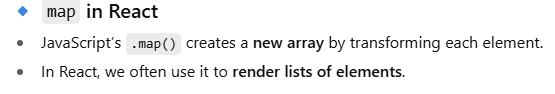 map in React
JavaScript's .map() creates a new array by transforming each element.
In React, we often use it to render lists of elements.